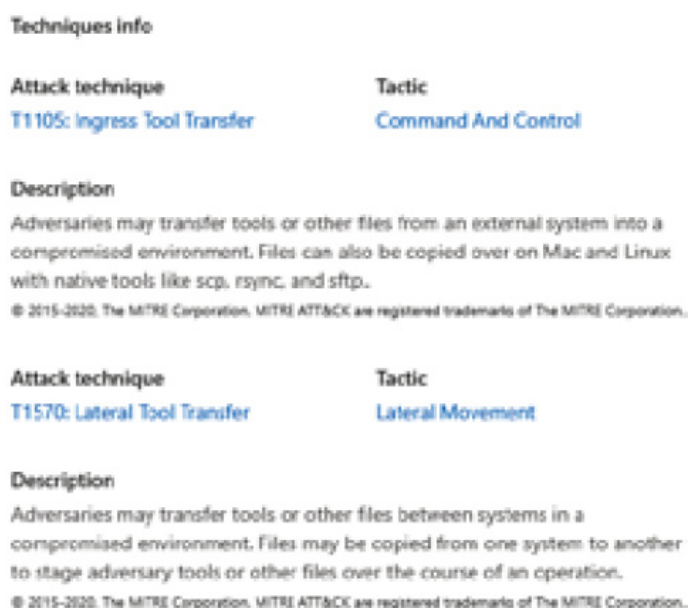 Techniques info
Attack technique Tactic
T1105: Ingress Tool Transfer Command And Control
Description
Adversaries may transfer tools or other files from an external system into a
compromised environment. Files can also be copied over on Mac and Linux
with native tools like scp, rsync, and sftp..
© 2015-2020, The MITRE Corporation. MITRE ATT&CK are registered trademarks of The MITRE Corporation..
Attack technique Tactic
T1570: Lateral Tool Transfer Lateral Movement
Description
Adversaries may transfer tools or other files between systems in a
compromised environment. Files may be copied from one system to another
to stage adversary tools or other files over the course of an operation.
© 2015-2020, The MITRE Corporation. MITRE ATT&CK are registered trademarks of The MITRE Corporation.